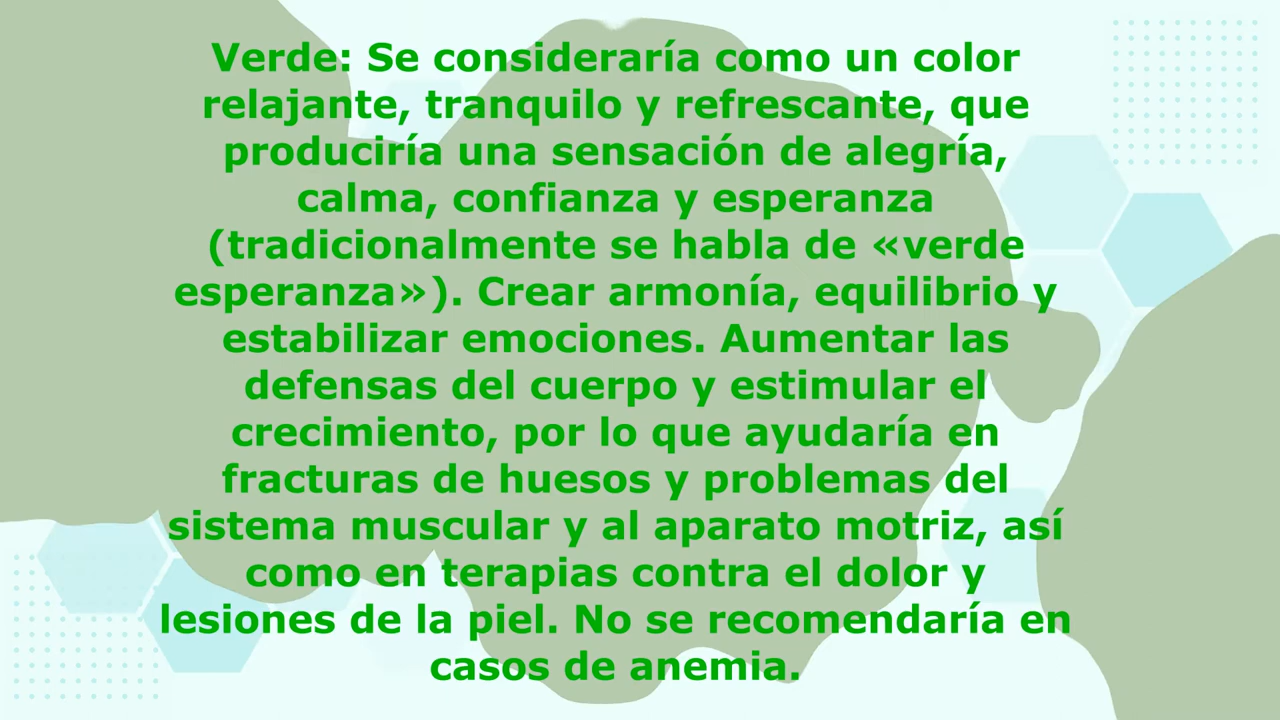 Verde: Se consideraría como un color
relajante, tranquilo y refrescante, que
produciría una sensación de alegría,
calma, confianza y esperanza
(tradicionalmente se habla de «verde
esperanza»). Crear armonía, equilibrio y
estabilizar emociones. Aumentar las
defensas del cuerpo y estimular el
crecimiento, por lo que ayudaría en
fracturas de huesos y problemas del
sistema muscular y al aparato motriz, así
como en terapias contra el dolor y
lesiones de la piel. No se recomendaría en
casos de anemia.